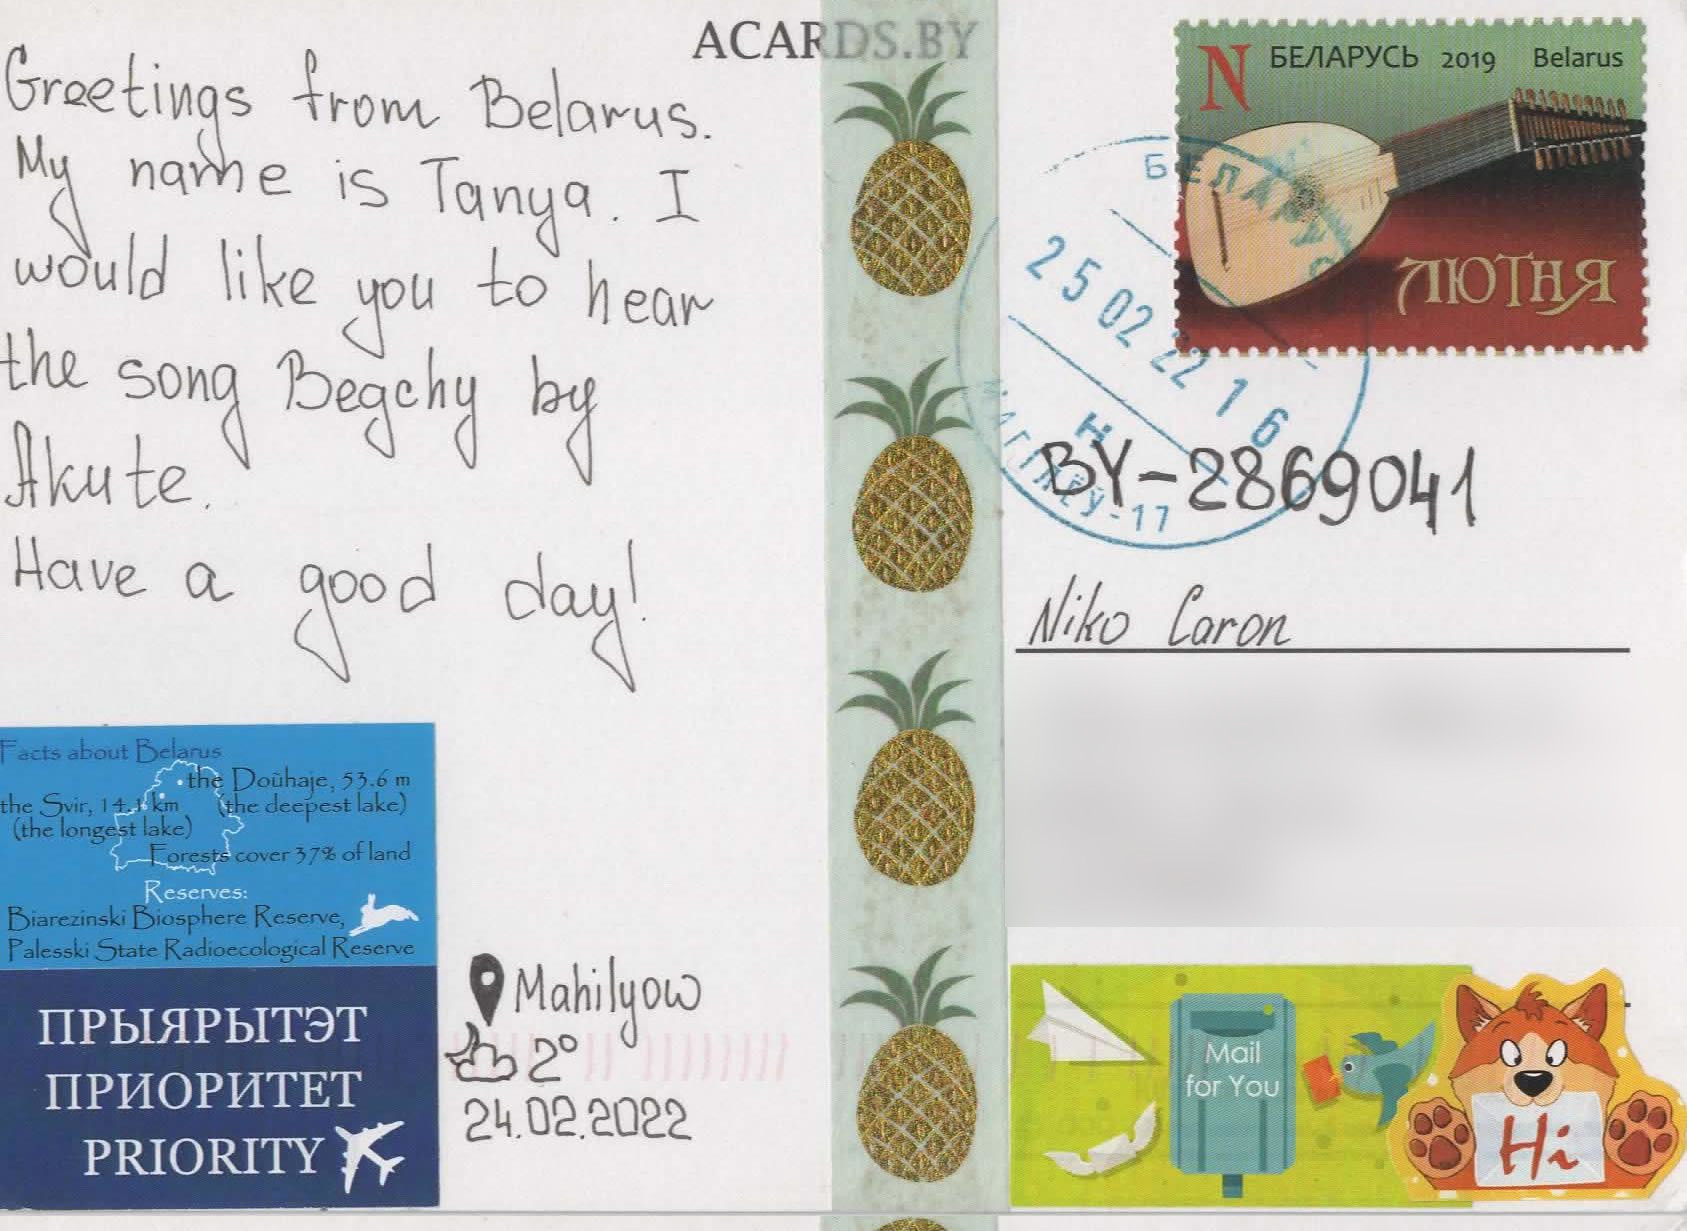 ACARDS.BY
Greetings from Belarus.
My name is Tanya. I
would like you to hear
the song Begchy by
Akute.
Have a good day!
Facts about Belarus
the Doŭhaje, 53.6 m
(the deepest lake)
the Svir, 14.1 km
(the longest lake)
Forests cover 37% of land
Reserves:
Biarezinski Biosphere Reserve,
Palesski State Radioecological Reserve
ПРЫЯРЫТЭТ
ПРИОРИТЕТ
PRIORITY
Mahilyow
2°
24.02.2022
N БЕЛАРУСЬ 2019 Belarus
ЛЮТНЯ
БЕЛАРУСЬ
25 02 22 16
Н
МАГІЛЁЎ-17
BY-2869041
Niko Caron
Mail
for You
Hi